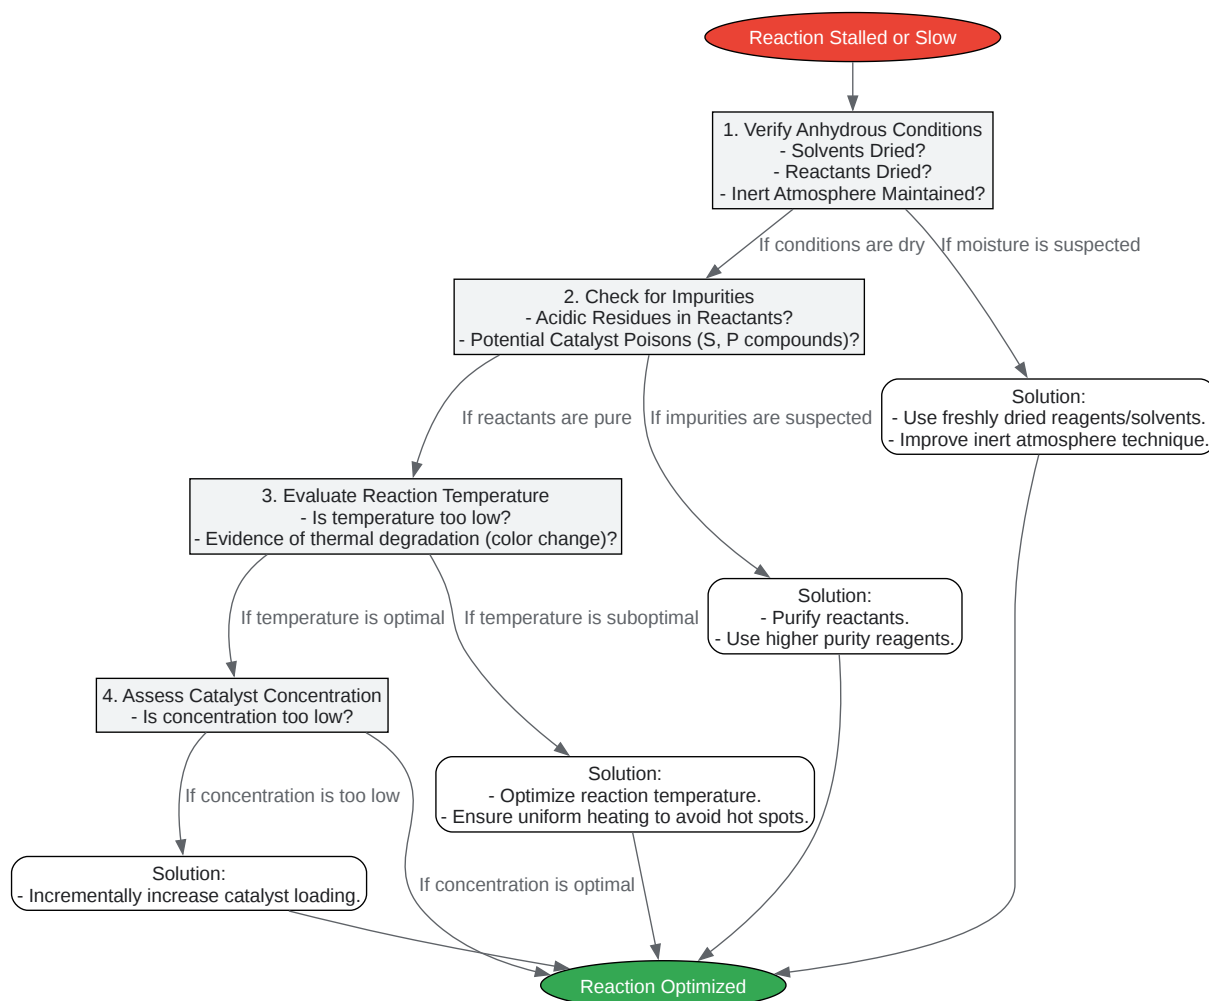 Reaction Stalled or Slow
1. Verify Anhydrous Conditions
- Solvents Dried?
- Reactants Dried?
- Inert Atmosphere Maintained?
If conditions are dry
If moisture is suspected
2. Check for Impurities
- Acidic Residues in Reactants?
- Potential Catalyst Poisons (S, P compounds)?
Solution:
- Use freshly dried reagents/solvents.
- Improve inert atmosphere technique.
If reactants are pure
If impurities are suspected
3. Evaluate Reaction Temperature
- Is temperature too low?
- Evidence of thermal degradation (color change)?
Solution:
- Purify reactants.
- Use higher purity reagents.
If temperature is optimal
If temperature is suboptimal
4. Assess Catalyst Concentration
- Is concentration too low?
Solution:
- Optimize reaction temperature.
- Ensure uniform heating to avoid hot spots.
If concentration is too low
Solution:
- Incrementally increase catalyst loading.
If concentration is optimal
Reaction Optimized